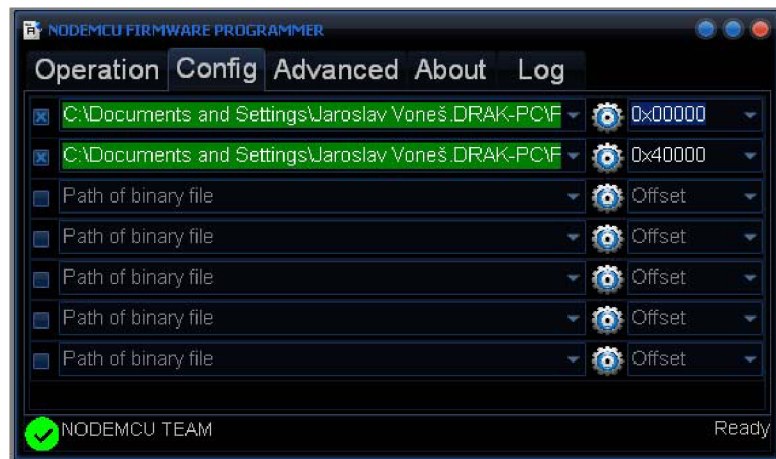 NODEMCU FIRMWARE PROGRAMMER
Operation Config Advanced About Log
C:\Documents and Settings\Jaroslav Voneš.DRAK-PC\F 0x00000
C:\Documents and Settings\Jaroslav Voneš.DRAK-PC\F 0x40000
Path of binary file Offset
Path of binary file Offset
Path of binary file Offset
Path of binary file Offset
Path of binary file Offset
NODEMCU TEAM Ready